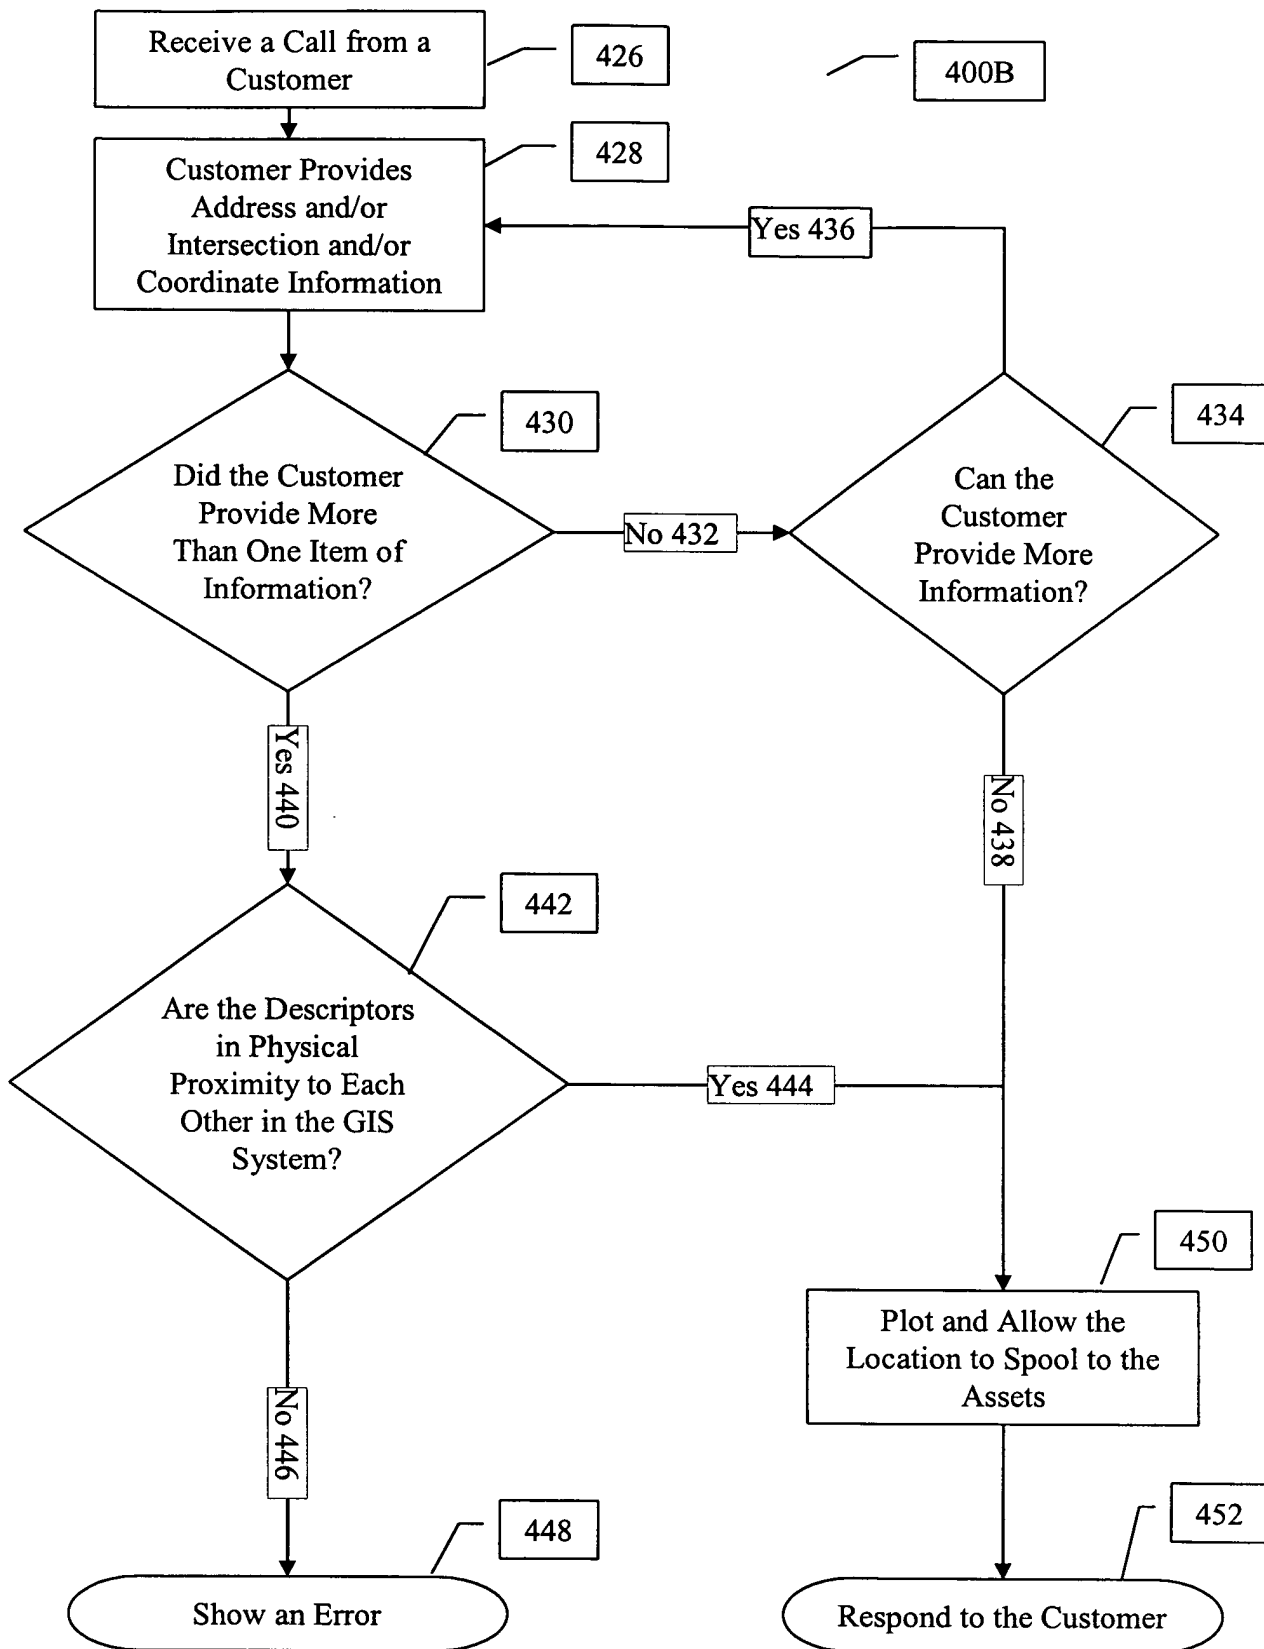 Receive a Call from a
Customer
426
400B
428
Customer Provides
Address and/or
Intersection and/or
Coordinate Information
Yes 436
430
434
Did the Customer
Provide More
Than One Item of
Information?
No 432
Can the
Customer
Provide More
Information?
Yes 440
No 438
442
Are the Descriptors
in Physical
Proximity to Each
Other in the GIS
System?
Yes 444
450
Plot and Allow the
Location to Spool to the
Assets
No 446
448
452
Show an Error
Respond to the Customer